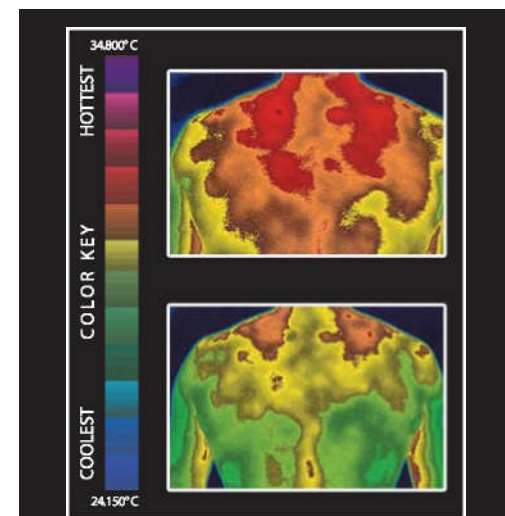 34.800° C
HOTTEST
COLOR KEY
COOLEST
24.150° C